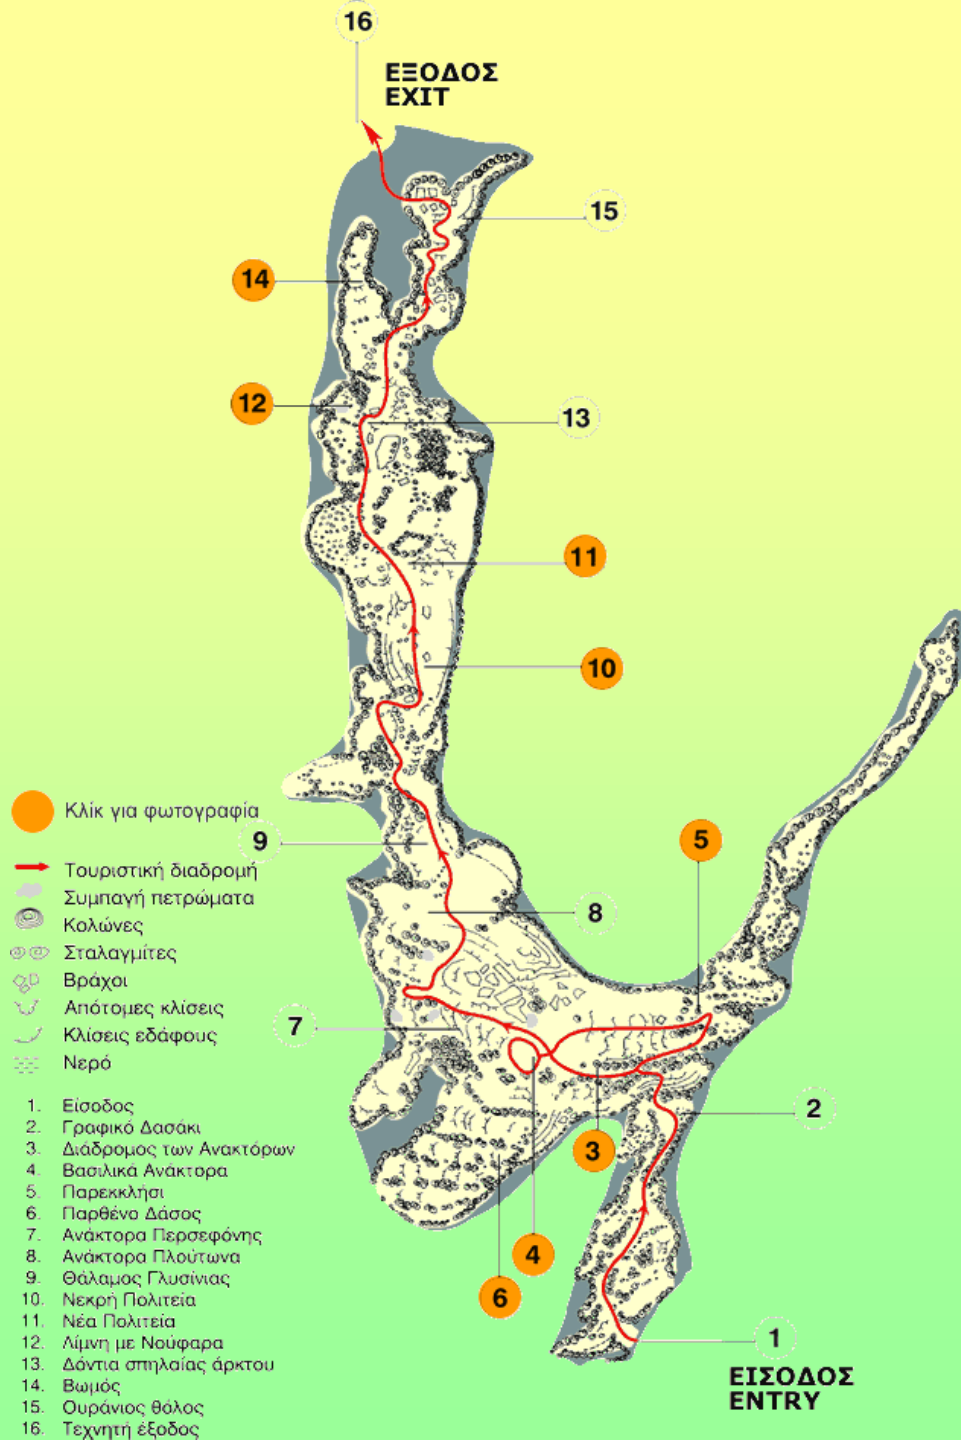 16
ΕΞΟΔΟΣ
EXIT
15
14
12
13
11
10
Κλίκ για φωτογραφία
9
5
Τουριστική διαδρομή
Συμπαγή πετρώματα
8
Κολώνες
Σταλαγμίτες
Βράχοι
Απότομες κλίσεις
7
Κλίσεις εδάφους
Νερό
2
3
4
6
1
ΕΙΣΟΔΟΣ
ENTRY
1. Είσοδος
2. Γραφικό Δασάκι
3. Διάδρομος των Ανακτόρων
4. Βασιλικά Ανάκτορα
5. Παρεκκλήσι
6. Παρθένο Δάσος
7. Ανάκτορα Περσεφόνης
8. Ανάκτορα Πλούτωνα
9. Θάλαμος Γλυσίνιας
10. Νεκρή Πολιτεία
11. Νέα Πολιτεία
12. Λίμνη με Νούφαρα
13. Δόντια σπηλαίας άρκτου
14. Βωμός
15. Ουράνιος θόλος
16. Τεχνητή έξοδος